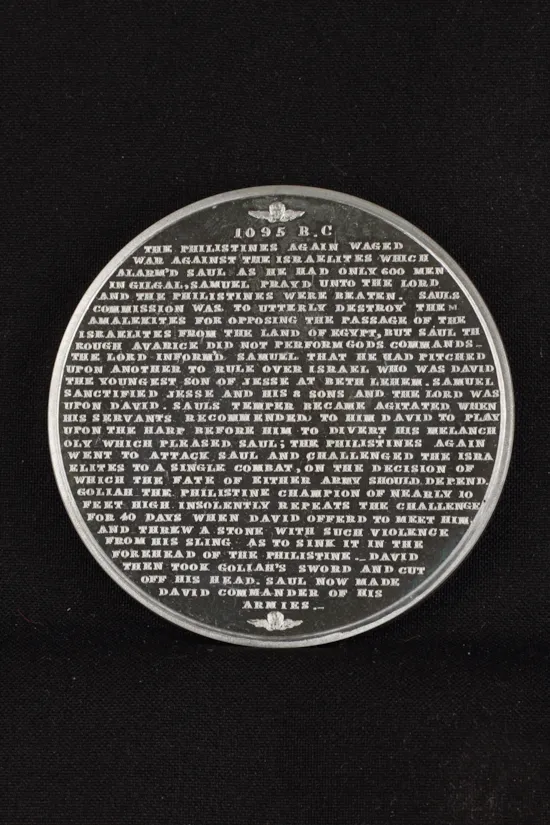 1095 B.C
THE PHILISTINES AGAIN WAGED
WAR AGAINST THE ISRAELITES WHICH
ALARM'D SAUL AS HE HAD ONLY 600 MEN
IN GILGAL, SAMUEL PRAY'D UNTO THE LORD
AND THE PHILISTINES WERE BEATEN. SAULS
COMMISSION WAS TO UTTERLY DESTROY THE
AMALEKITES FOR OPPOSING THE PASSAGE OF THE
ISRAELITES FROM THE LAND OF EGYPT, BUT SAUL TH
ROUGH AVARICE DID NOT PERFORM GODS COMMANDS_
THE LORD INFORM'D SAMUEL THAT HE HAD PITCHED
UPON ANOTHER TO RULE OVER ISRAEL WHO WAS DAVID
THE YOUNGEST SON OF JESSE AT BETH LEHEM. SAMUEL
SANCTIFIED JESSE AND HIS 8 SONS AND THE LORD WAS
UPON DAVID. SAULS TEMPER BECAME AGITATED WHEN
HIS SERVANTS RECOMMENDED TO HIM DAVID TO PLAY
UPON THE HARP BEFORE HIM TO DIVERT HIS MELANCH
OLY WHICH PLEASED SAUL; THE PHILISTINES AGAIN
WENT TO ATTACK SAUL AND CHALLENGED THE ISRA
ELITES TO A SINGLE COMBAT, ON THE DECISION OF
WHICH THE FATE OF EITHER ARMY SHOULD DEPEND.
GOLIAH THE PHILISTINE CHAMPION OF NEARLY 10
FEET HIGH INSOLENTLY REPEATS THE CHALLENGE
FOR 40 DAYS WHEN DAVID OFFERD TO MEET HIM
AND THREW A STONE WITH SUCH VIOLENCE
FROM HIS SLING AS TO SINK IT IN THE
FOREHEAD OF THE PHILISTINE._ DAVID
THEN TOOK GOLIAH'S SWORD AND CUT
OFF HIS HEAD. SAUL NOW MADE
DAVID COMMANDER OF HIS
ARMIES._